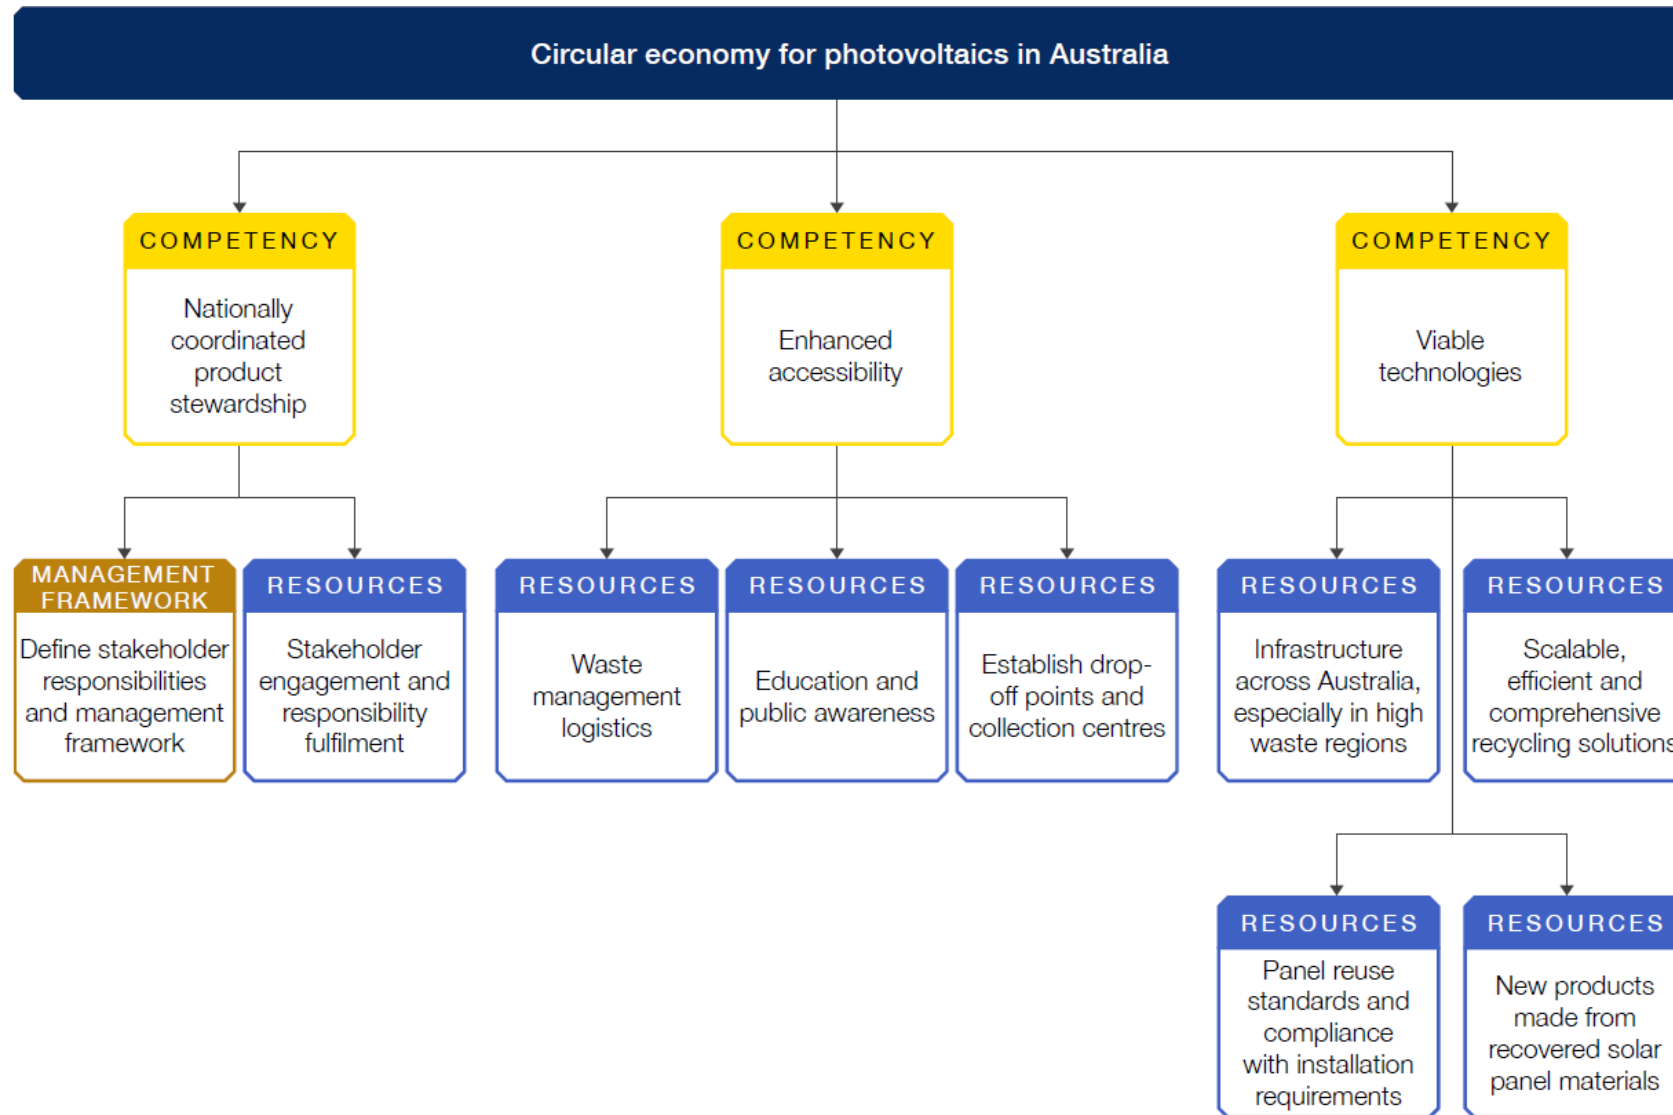 Circular economy for photovoltaics in Australia
COMPETENCY
Nationally
coordinated
product
stewardship
COMPETENCY
Enhanced
accessibility
COMPETENCY
Viable
technologies
MANAGEMENT
FRAMEWORK
Define stakeholder
responsibilities
and management
framework
RESOURCES
Stakeholder
engagement and
responsibility
fulfilment
RESOURCES
Waste
management
logistics
RESOURCES
Education and
public awareness
RESOURCES
Establish drop-
off points and
collection centres
RESOURCES
Infrastructure
across Australia,
especially in high
waste regions
RESOURCES
Scalable,
efficient and
comprehensive
recycling solutions
RESOURCES
Panel reuse
standards and
compliance
with installation
requirements
RESOURCES
New products
made from
recovered solar
panel materials